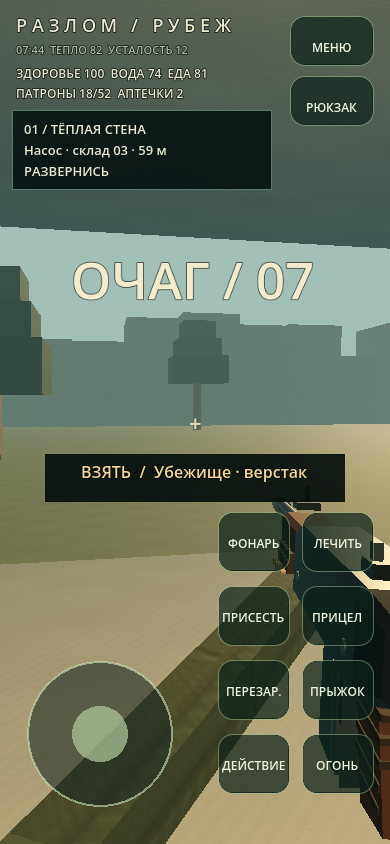 РАЗЛОМ / РУБЕЖ
07:44 ТЕПЛО 82 УСТАЛОСТЬ 12
ЗДОРОВЬЕ 100 ВОДА 74 ЕДА 81
ПАТРОНЫ 18/52 АПТЕЧКИ 2
МЕНЮ
РЮКЗАК
01 / ТЁПЛАЯ СТЕНА
Насос · склад 03 · 59 м
РАЗВЕРНИСЬ
ОЧАГ / 07
ВЗЯТЬ / Убежище · верстак
ФОНАРЬ
ЛЕЧИТЬ
ПРИСЕСТЬ
ПРИЦЕЛ
ПЕРЕЗАР.
ПРЫЖОК
ДЕЙСТВИЕ
ОГОНЬ